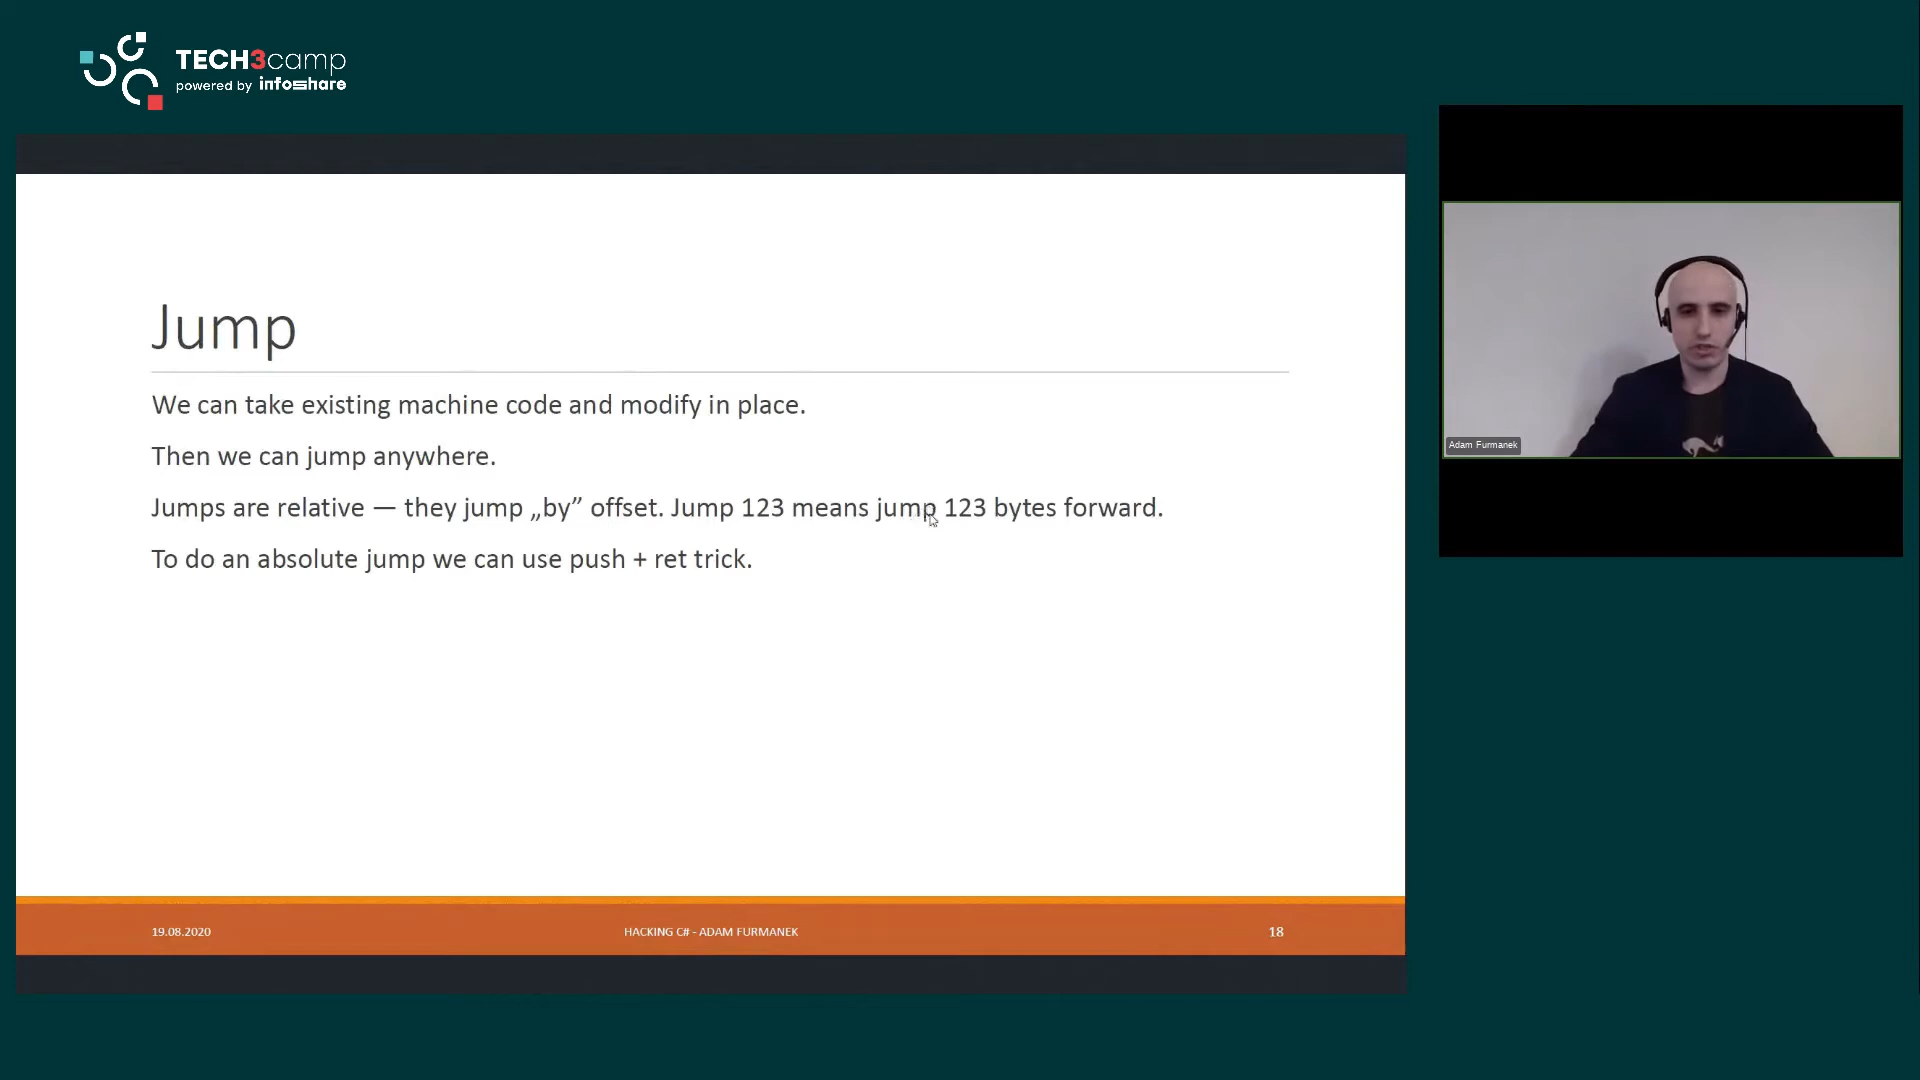 TECH3camp
powered by infoshare
Jump
We can take existing machine code and modify in place.
Then we can jump anywhere.
Jumps are relative — they jump „by” offset. Jump 123 means jump 123 bytes forward.
To do an absolute jump we can use push + ret trick.
19.08.2020
HACKING C# - ADAM FURMANEK
18
Adam Furmanek